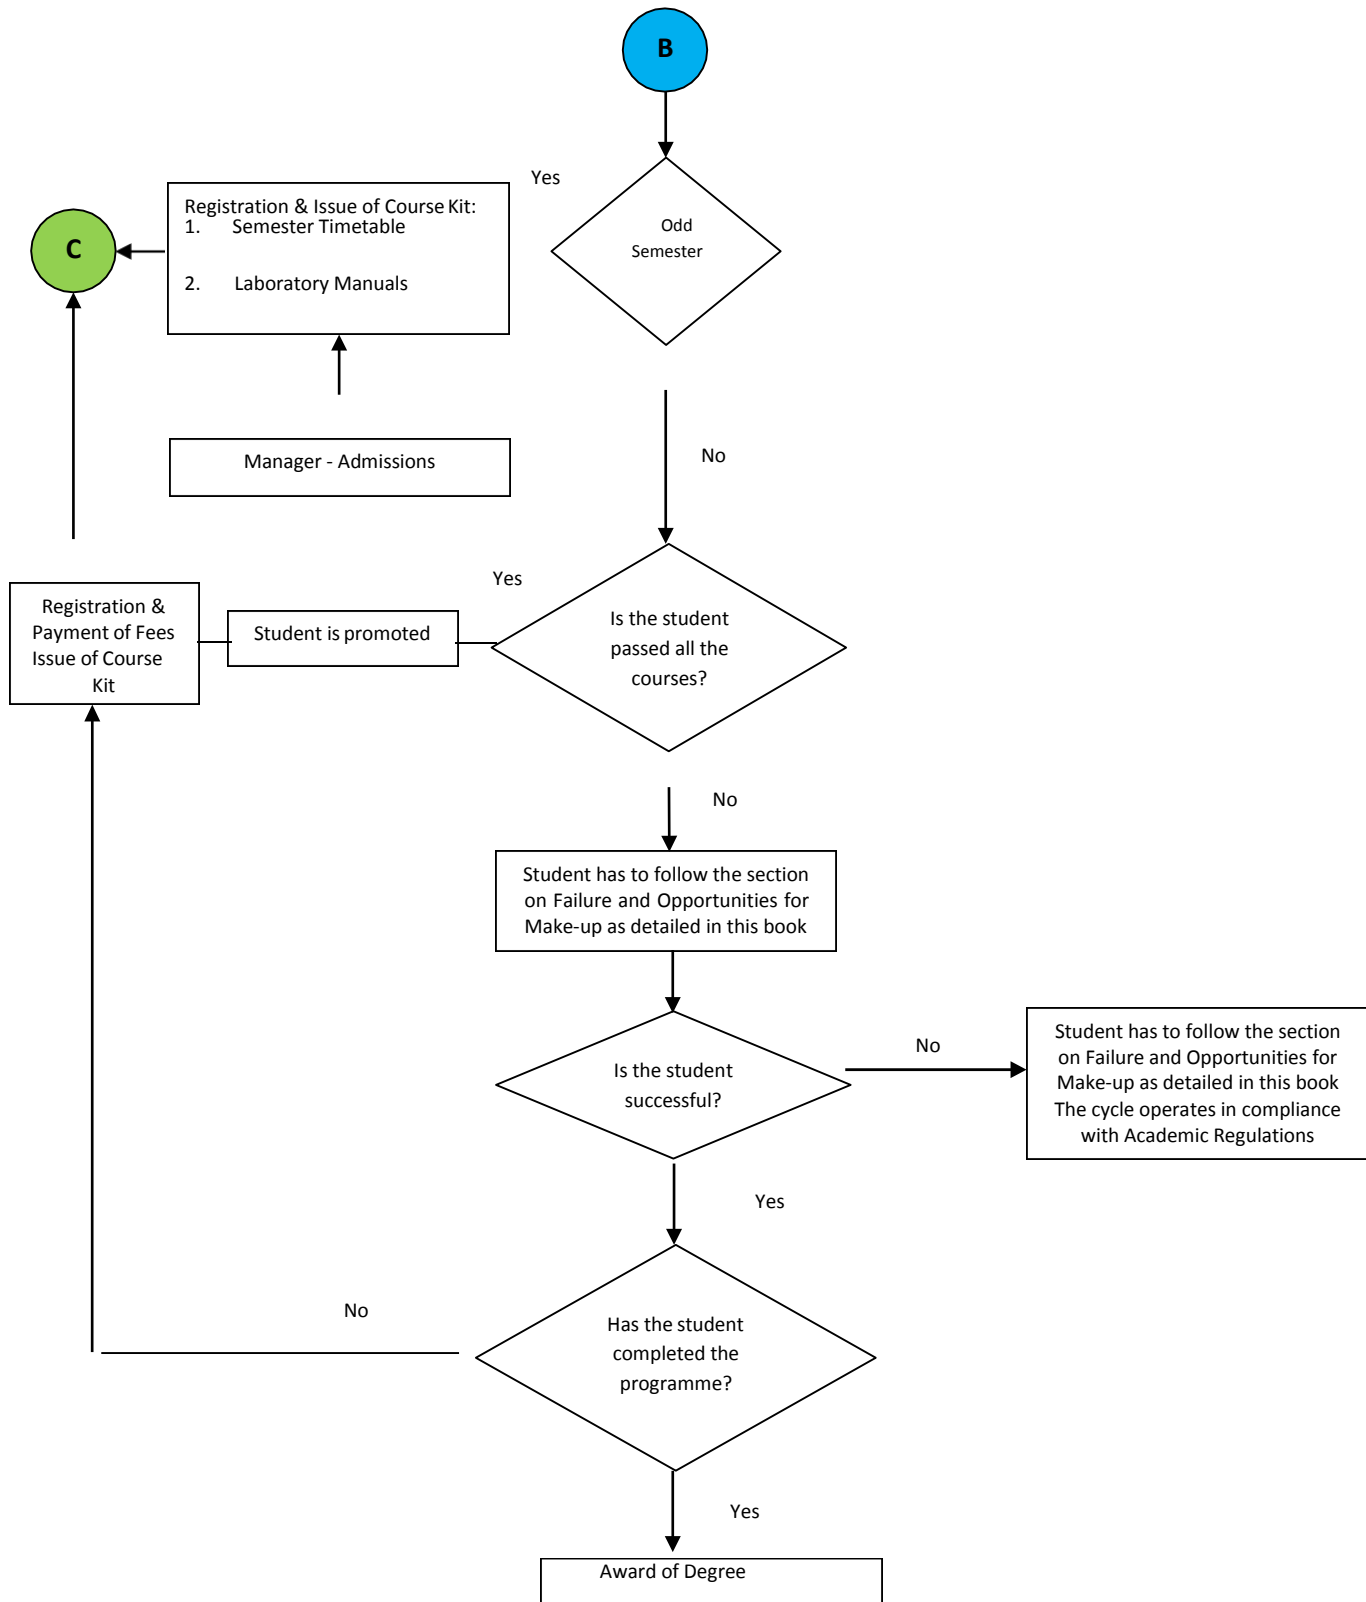 B
Yes
Odd
Semester
Registration & Issue of Course Kit:
1. Semester Timetable
2. Laboratory Manuals
C
Manager - Admissions
No
Yes
Registration &
Payment of Fees
Issue of Course
Kit
Student is promoted
Is the student
passed all the
courses?
No
Student has to follow the section
on Failure and Opportunities for
Make-up as detailed in this book
Is the student
successful?
No
Student has to follow the section
on Failure and Opportunities for
Make-up as detailed in this book
The cycle operates in compliance
with Academic Regulations
Yes
No
Has the student
completed the
programme?
Yes
Award of Degree